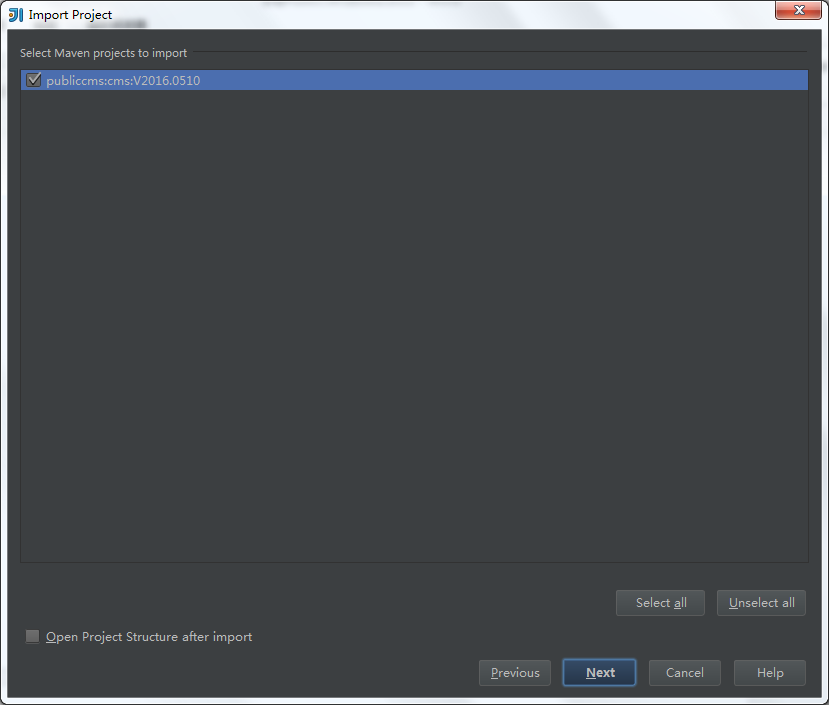 Import Project
Select Maven projects to import
publiccms:cms:V2016.0510
Select all
Unselect all
Open Project Structure after import
Previous
Next
Cancel
Help